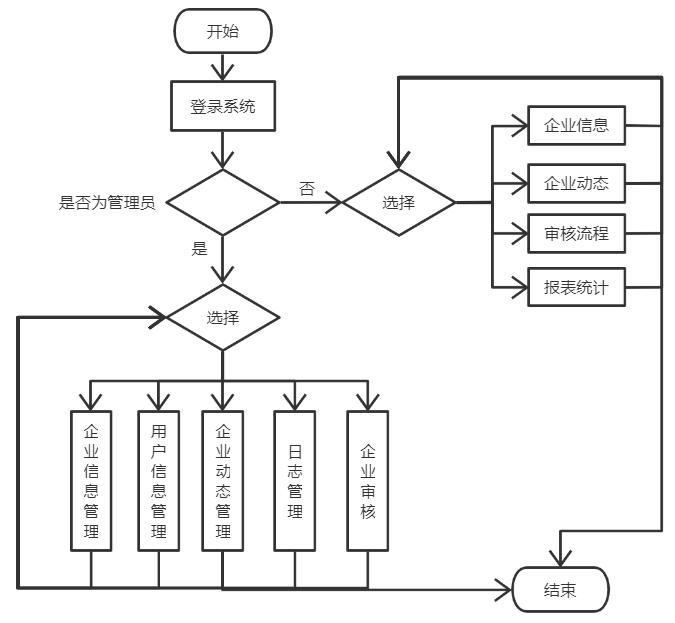 开始
登录系统
是否为管理员
否
选择
企业信息
企业动态
审核流程
报表统计
是
选择
企业信息管理
用户信息管理
企业动态管理
日志管理
企业审核
结束